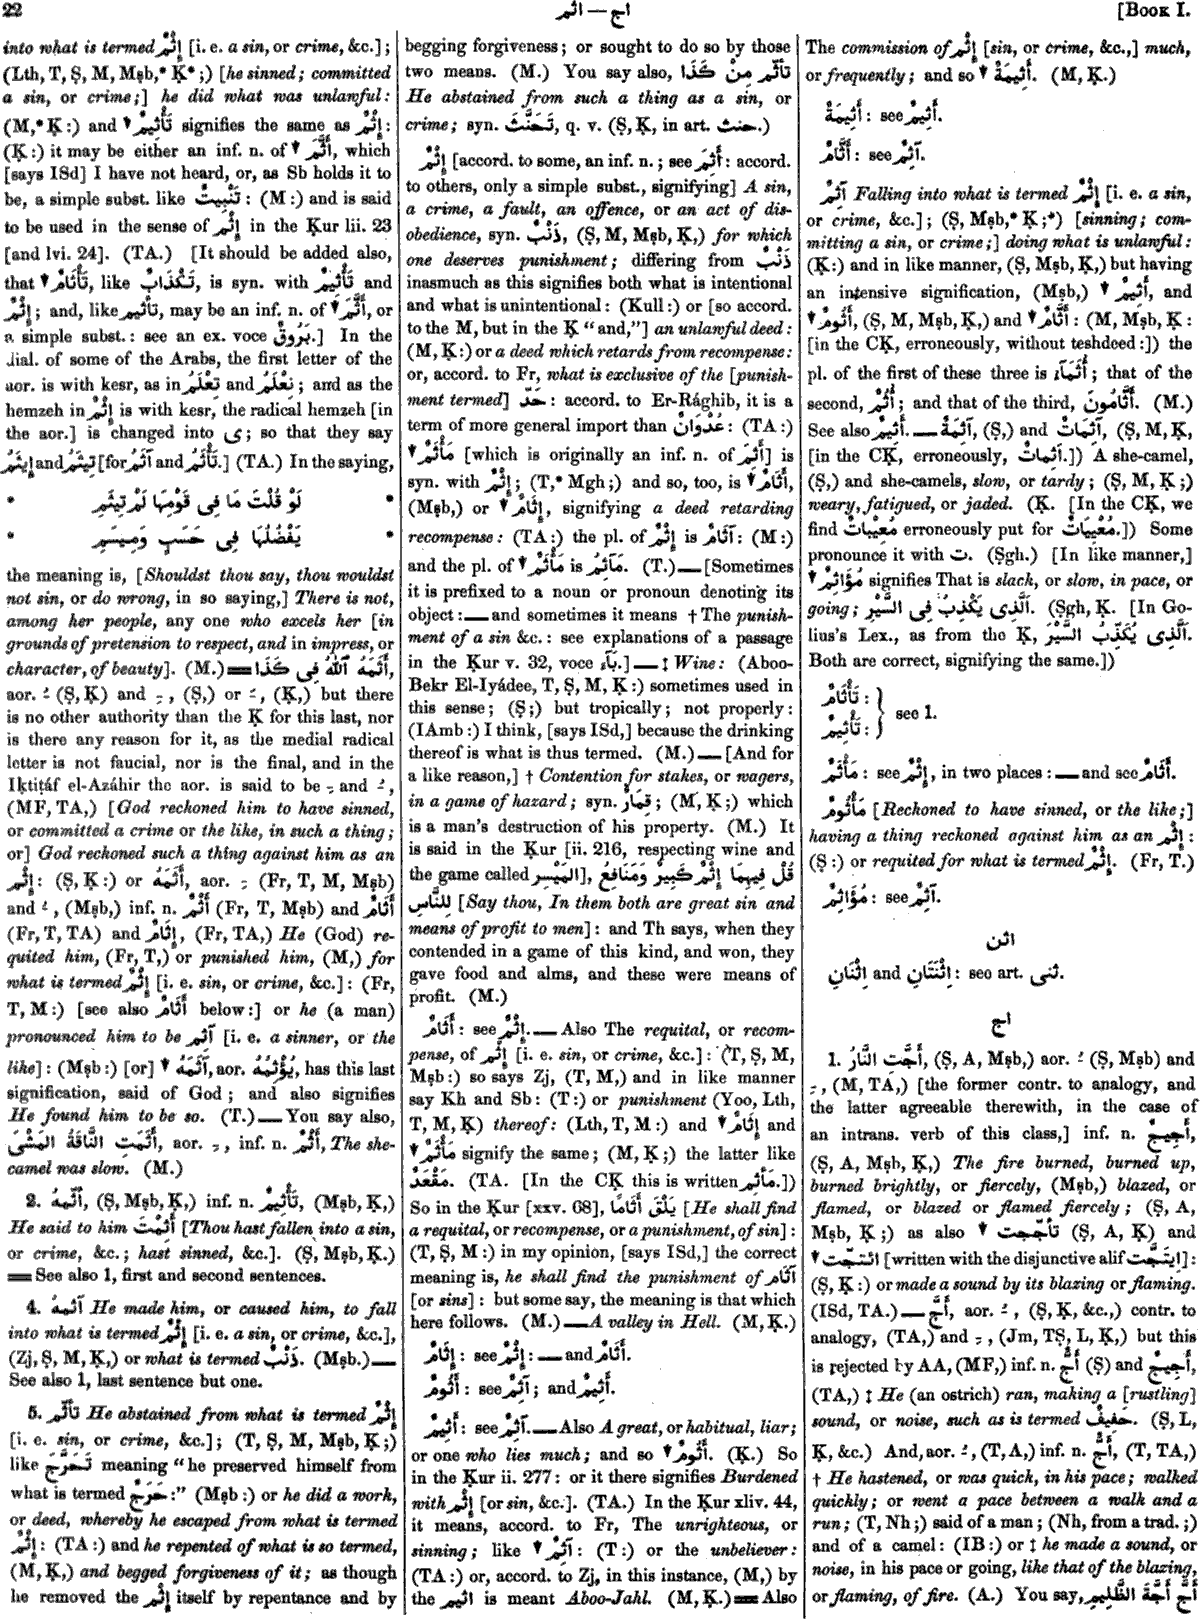 22
اثم — اج
[BOOK I.
into what is termed إِثْمٌ [i. e. a sin, or crime, &c.];
(Lth, T, Ṣ, M, Mṣb,* Ḳ*;) [he sinned; committed
a sin, or crime;] he did what was unlawful:
(M,* Ḳ:) and ▼ تَأْثِيمٌ signifies the same as إِثْمٌ:
(Ḳ:) it may be either an inf. n. of ▼ أَثَّمَ, which
[says ISd] I have not heard, or, as Sb holds it to
be, a simple subst. like تَنْبِيتٌ: (M:) and is said
to be used in the sense of إِثْمٌ in the Ḳur lii. 23
[and lvi. 24]. (TA.) [It should be added also,
that ▼ تَأْثَامٌ, like تَكْذَابٌ, is syn. with تَأْثِيمٌ and
إِثْمٌ; and, like تأثيم, may be an inf. n. of ▼ أَثَّمَ, or
a simple subst.: see an ex. voce بَرُوقٌ.] In the
dial. of some of the Arabs, the first letter of the
aor. is with kesr, as in تِعْلَمُ and نِعْلَمُ; and as the
hemzeh in إِثْمٌ is with kesr, the radical hemzeh [in
the aor.] is changed into ى; so that they say
إِيثَمُ and تِيثَمُ [for آثَمُ and تَأْثَمُ.] (TA.) In the saying,
* لَوْ قُلْتَ مَا فِى قَوْمِهَا لَمْ تِيثَمِ *
* يَفْضُلُهَا فِى حَسَبٍ وَمِيسَمِ *
the meaning is, [Shouldst thou say, thou wouldst
not sin, or do wrong, in so saying,] There is not,
among her people, any one who excels her [in
grounds of pretension to respect, and in impress, or
character, of beauty]. (M.) ═ أَثَمَهُ ٱللّٰهُ فِى كَذَا,
aor. ـُ (Ṣ, Ḳ) and ـِ, (Ṣ,) or ـَ, (Ḳ,) but there
is no other authority than the Ḳ for this last, nor
is there any reason for it, as the medial radical
letter is not faucial, nor is the final, and in the
Iḳtiṭáf el-Azáhir the aor. is said to be ـِ and ـُ,
(MF, TA,) [God reckoned him to have sinned,
or committed a crime or the like, in such a thing;
or] God reckoned such a thing against him as an
إِثْمٌ: (Ṣ, Ḳ:) or أَثَمَهُ, aor. ـِ (Fr, T, M, Mṣb)
and ـُ, (Mṣb,) inf. n. أَثْمٌ (Fr, T, Mṣb) and أَثَامٌ
(Fr, T, TA) and إِثَامٌ, (Fr, TA,) He (God) re-
quited him, (Fr, T,) or punished him, (M,) for
what is termed إِثْمٌ [i. e. sin, or crime, &c.]: (Fr,
T, M:) [see also أَثَامٌ below:] or he (a man)
pronounced him to be آثِم [i. e. a sinner, or the
like]: (Mṣb:) [or] ▼ آثَمَهُ, aor. يُؤْثِمُهُ, has this last
signification, said of God; and also signifies
He found him to be so. (T.) — You say also,
أَثَمَتِ النَّاقَةُ المَشْىَ, aor. ـِ, inf. n. أَثْمٌ, The she-
camel was slow. (M.)
2. أَثَّمهُ, (Ṣ, Mṣb, Ḳ,) inf. n. تَأْثِيمٌ, (Mṣb, Ḳ,)
He said to him أَثِمْتَ [Thou hast fallen into a sin,
or crime, &c.; hast sinned, &c.]. (Ṣ, Mṣb, Ḳ.)
═ See also 1, first and second sentences.
4. آثمهُ He made him, or caused him, to fall
into what is termed إِثْمٌ [i. e. a sin, or crime, &c.],
(Zj, Ṣ, M, Ḳ,) or what is termed ذَنْبٌ. (Mṣb.) —
See also 1, last sentence but one.
5. تأثّم He abstained from what is termed إِثْمٌ
[i. e. sin, or crime, &c.]; (T, Ṣ, M, Mṣb, Ḳ;)
like تَحَرَّجَ meaning "he preserved himself from
what is termed حَرَجٌ:" (Mṣb:) or he did a work,
or deed, whereby he escaped from what is termed
إِثْمٌ: (TA:) and he repented of what is so termed,
(M, Ḳ,) and begged forgiveness of it; as though
he removed the إِثْم itself by repentance and by
begging forgiveness; or sought to do so by those
two means. (M.) You say also, تأثّم مِنْ كَذَا
He abstained from such a thing as a sin, or
crime; syn. تَحَنَّثَ, q. v. (Ṣ, Ḳ, in art. حنث.)
إِثْمٌ [accord. to some, an inf. n.; see أَثِمَ: accord.
to others, only a simple subst., signifying] A sin,
a crime, a fault, an offence, or an act of dis-
obedience, syn. ذَنْبٌ, (Ṣ, M, Mṣb, Ḳ,) for which
one deserves punishment; differing from ذَنْبٌ
inasmuch as this signifies both what is intentional
and what is unintentional: (Kull:) or [so accord.
to the M, but in the Ḳ "and,"] an unlawful deed:
(M, Ḳ:) or a deed which retards from recompense:
or, accord. to Fr, what is exclusive of the [punish-
ment termed] حَدّ: accord. to Er-Rághib, it is a
term of more general import than عُدْوَانٌ: (TA:)
▼ مَأْثَمٌ [which is originally an inf. n. of أَثِمَ] is
syn. with إِثْمٌ; (T,* Mgh;) and so, too, is ▼ أَثَامٌ,
(Mṣb,) or ▼ إِثَامٌ, signifying a deed retarding
recompense: (TA:) the pl. of إِثْمٌ is آثَامٌ: (M:)
and the pl. of ▼ مَأْثَمٌ is مَآثِمُ. (T.) — [Sometimes
it is prefixed to a noun or pronoun denoting its
object: — and sometimes it means † The punish-
ment of a sin &c.: see explanations of a passage
in the Ḳur v. 32, voce بَآءَ.] — ‡ Wine: (Aboo-
Bekr El-Iyádee, T, Ṣ, M, Ḳ:) sometimes used in
this sense; (Ṣ;) but tropically; not properly:
(IAmb:) I think, [says ISd,] because the drinking
thereof is what is thus termed. (M.) — [And for
a like reason,] † Contention for stakes, or wagers,
in a game of hazard; syn. قِمَارٌ; (M, Ḳ;) which
is a man's destruction of his property. (M.) It
is said in the Ḳur [ii. 216, respecting wine and
the game called المَيْسِر], قُلْ فِيهِمَا إِثْمٌ كَبِيرٌ وَمَنَافِعُ
لِلنَّاسِ [Say thou, In them both are great sin and
means of profit to men]: and Th says, when they
contended in a game of this kind, and won, they
gave food and alms, and these were means of
profit. (M.)
أَثَامٌ: see إِثْمٌ. — Also The requital, or recom-
pense, of إِثْمٌ [i. e. sin, or crime, &c.]: (T, Ṣ, M,
Mṣb:) so says Zj, (T, M,) and in like manner
say Kh and Sb: (T:) or punishment (Yoo, Lth,
T, M, Ḳ) thereof: (Lth, T, M:) and ▼ إِثَامٌ and
▼ مَأْثَمٌ signify the same; (M, Ḳ;) the latter like
مَقْعَدٌ. (TA. [In the CḲ this is written مَأْثِم.])
So in the Ḳur [xxv. 68], يَلْقَ أَثَامًا [He shall find
a requital, or recompense, or a punishment, of sin]:
(T, Ṣ, M:) in my opinion, [says ISd,] the correct
meaning is, he shall find the punishment of آثَام
[or sins]: but some say, the meaning is that which
here follows. (M.) — A valley in Hell. (M, Ḳ.)
إِثَامٌ: see إِثْمٌ: — and أَثَامٌ.
أَثُومٌ: see آثِمٌ; and أَثِيمٌ.
أَثِيمٌ: see آثِمٌ. — Also A great, or habitual, liar;
or one who lies much; and so ▼ أَثُومٌ. (Ḳ.) So
in the Ḳur ii. 277: or it there signifies Burdened
with إِثْم [or sin, &c.]. (TA.) In the Ḳur xliv. 44,
it means, accord. to Fr, The unrighteous, or
sinning; like ▼ آثِمٌ: (T:) or the unbeliever:
(TA:) or, accord. to Zj, in this instance, (M,) by
the اثيم is meant Aboo-Jahl. (M, Ḳ.) ═ Also
The commission of إِثْم [sin, or crime, &c.,] much,
or frequently; and so ▼ أَثِيمَةٌ. (M, Ḳ.)
أَثِيمَةٌ: see أَثِيمٌ.
أَثَّامٌ: see آثِمٌ.
آثِمٌ Falling into what is termed إِثْمٌ [i. e. a sin,
or crime, &c.]; (Ṣ, Mṣb,* Ḳ;*) [sinning; com-
mitting a sin, or crime;] doing what is unlawful:
(Ḳ:) and in like manner, (Ṣ, Mṣb, Ḳ,) but having
an intensive signification, (Mṣb,) ▼ أَثِيمٌ, and
▼ أَثُومٌ, (Ṣ, M, Mṣb, Ḳ,) and ▼ أَثَّامٌ: (M, Mṣb, Ḳ:
[in the CḲ, erroneously, without teshdeed:]) the
pl. of the first of these three is أُثَمَآءُ; that of the
second, أُثُمٌ; and that of the third, أَثَّامُونَ. (M.)
See also أَثِيمٌ. — آثِمَةٌ, (Ṣ,) and آثِمَاتٌ, (Ṣ, M, Ḳ,
[in the CḲ, erroneously, أَثِمَاتٌ.]) A she-camel,
(Ṣ,) and she-camels, slow, or tardy; (Ṣ, M, Ḳ;)
weary, fatigued, or jaded. (Ḳ. [In the CḲ, we
find مُعْيِبَاتٌ erroneously put for مُعْيِيَاتٌ.]) Some
pronounce it with ت. (Ṣgh.) [In like manner,]
▼ مُؤَاثِمٌ signifies That is slack, or slow, in pace, or
going; ٱلَّذِى يَكْذِبُ فِى السَّيْرِ. (Ṣgh, Ḳ. [In Go-
lius's Lex., as from the Ḳ, ٱلَّذِى يُكَذِّبُ السَّيْرَ.
Both are correct, signifying the same.])
تَأْثَامٌ: } see 1.
تَأْثِيمٌ: }
مَأْثَمٌ: see إِثْمٌ, in two places: — and see أَثَامٌ.
مَأْثُومٌ [Reckoned to have sinned, or the like;]
having a thing reckoned against him as an إِثْم:
(Ṣ:) or requited for what is termed إِثْمٌ. (Fr, T.)
مُؤَاثِمٌ: see آثِمٌ.
اثن
اِثْنَانِ and اِثْنَتَانِ: see art. ثنى.
اج
1. أَجَّت النَّارُ, (Ṣ, A, Mṣb,) aor. ـُ (Ṣ, Mṣb) and
ـِ, (M, TA,) [the former contr. to analogy, and
the latter agreeable therewith, in the case of
an intrans. verb of this class,] inf. n. أَجِيجٌ,
(Ṣ, A, Mṣb, Ḳ,) The fire burned, burned up,
burned brightly, or fiercely, (Mṣb,) blazed, or
flamed, or blazed or flamed fiercely; (Ṣ, A,
Mṣb, Ḳ;) as also ▼ تأجّجت (Ṣ, A, Ḳ) and
▼ ائتجّت [written with the disjunctive alif اِيتَجَّت]:
(Ṣ, Ḳ:) or made a sound by its blazing or flaming.
(ISd, TA.) — أَجَّ, aor. ـُ, (Ṣ, Ḳ, &c.,) contr. to
analogy, (TA,) and ـِ, (Jm, TṢ, L, Ḳ,) but this
is rejected by AA, (MF,) inf. n. أَجٌّ (Ṣ) and أَجِيجٌ,
(TA,) ‡ He (an ostrich) ran, making a [rustling]
sound, or noise, such as is termed حَفِيفٌ. (Ṣ, L,
Ḳ, &c.) And, aor. ـُ, (T, A,) inf. n. أَجٌّ, (T, TA,)
† He hastened, or was quick, in his pace; walked
quickly; or went a pace between a walk and a
run; (T, Nh;) said of a man; (Nh, from a trad.;)
and of a camel: (IB:) or ‡ he made a sound, or
noise, in his pace or going, like that of the blazing,
or flaming, of fire. (A.) You say, أَجَّ أَجَّةَ الظَّلِيمِ